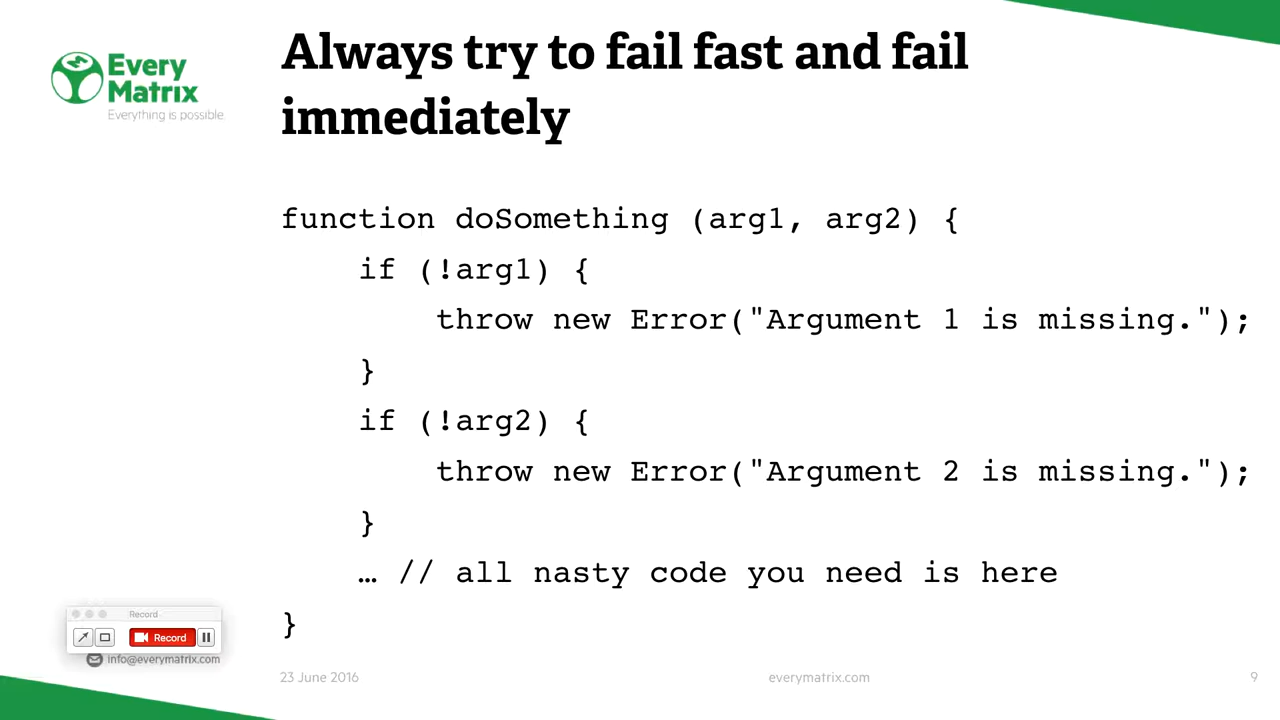 Every
Matrix
Everything is possible.
Always try to fail fast and fail
immediately
function doSomething (arg1, arg2) {
    if (!arg1) {
        throw new Error("Argument 1 is missing.");
    }
    if (!arg2) {
        throw new Error("Argument 2 is missing.");
    }
    … // all nasty code you need is here
}
Record
Record
info@everymatrix.com
23 June 2016
everymatrix.com
9